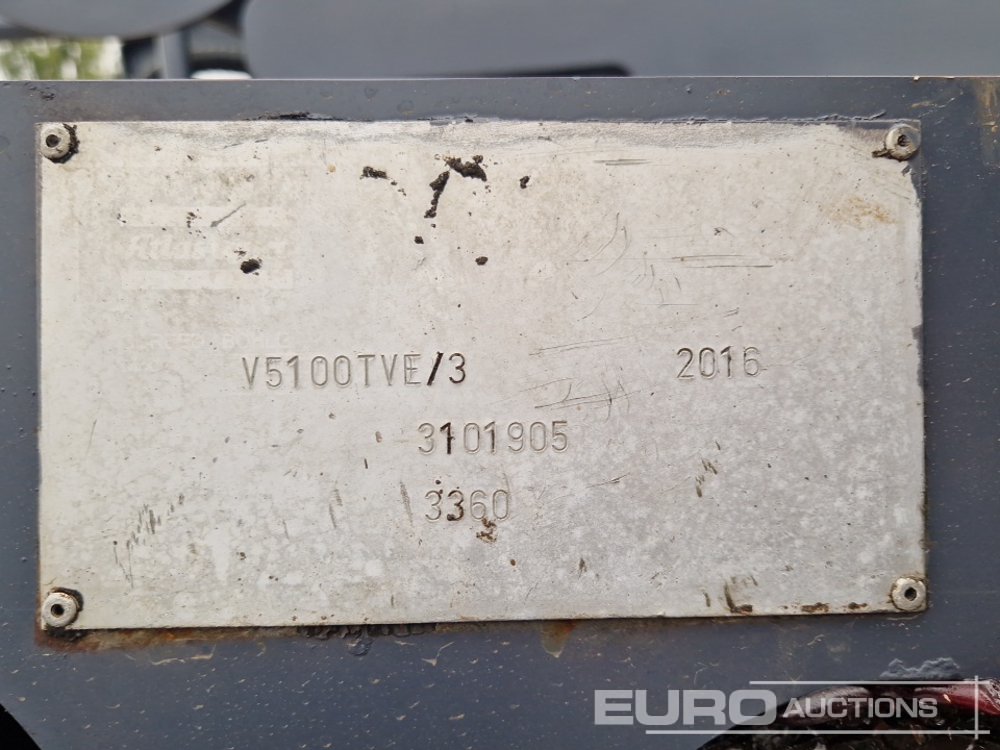 V5100TVE/3 2016
3101905
3360
EURO AUCTIONS